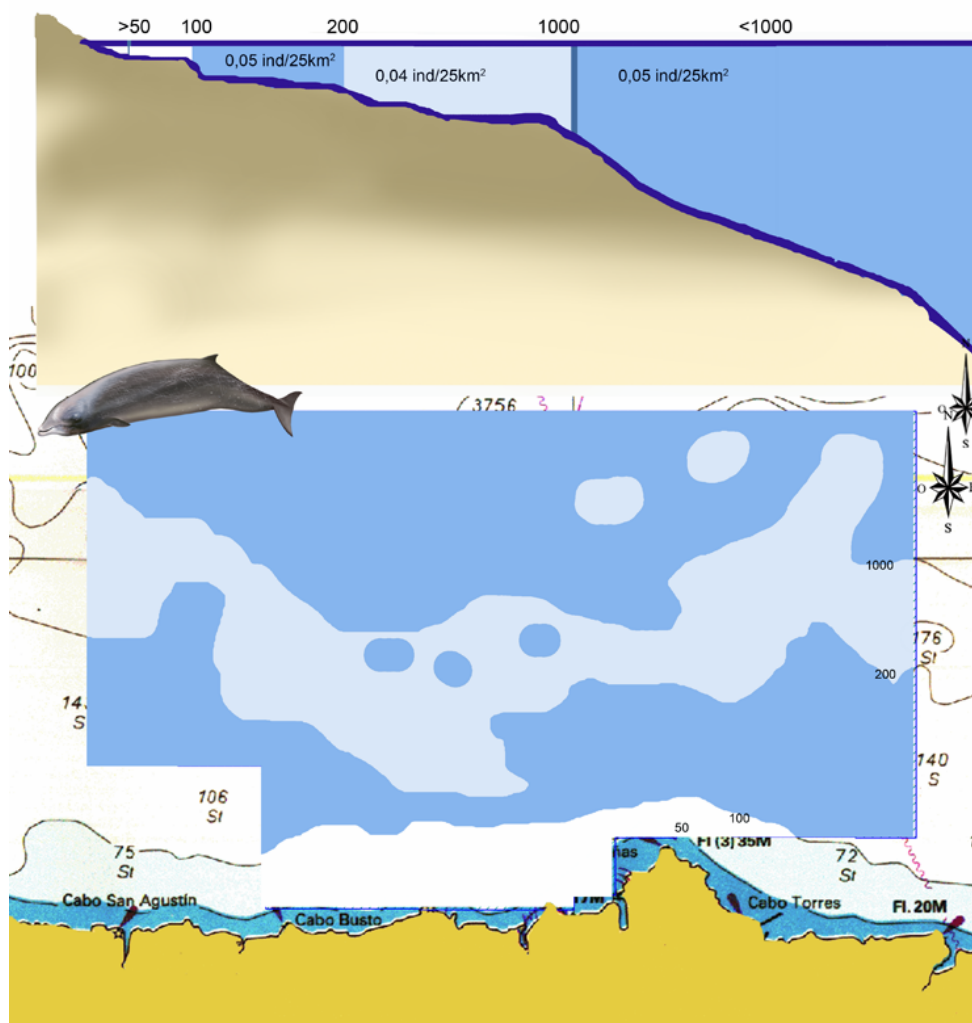 >50 100 200 1000 <1000
0,05 ind/25km² 0,04 ind/25km² 0,05 ind/25km²
100
3756
N
O
S
N
O
S
1000
176
St
200
14
S
140
S
106
St
50 100
Fl (3) 35M
nas
75
St
72
St
Cabo San Agustín
Cabo Busto
17M
Cabo Torres
Fl. 20M